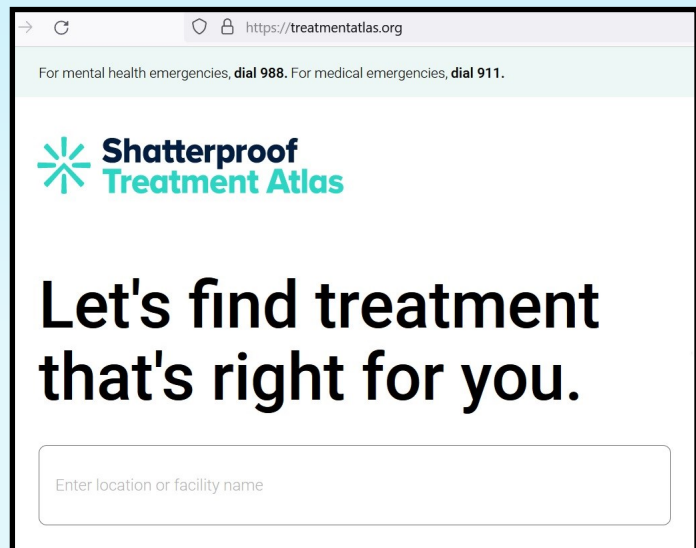 https://treatmentatlas.org
For mental health emergencies, dial 988. For medical emergencies, dial 911.
Shatterproof
Treatment Atlas
Let's find treatment
that's right for you.
Enter location or facility name